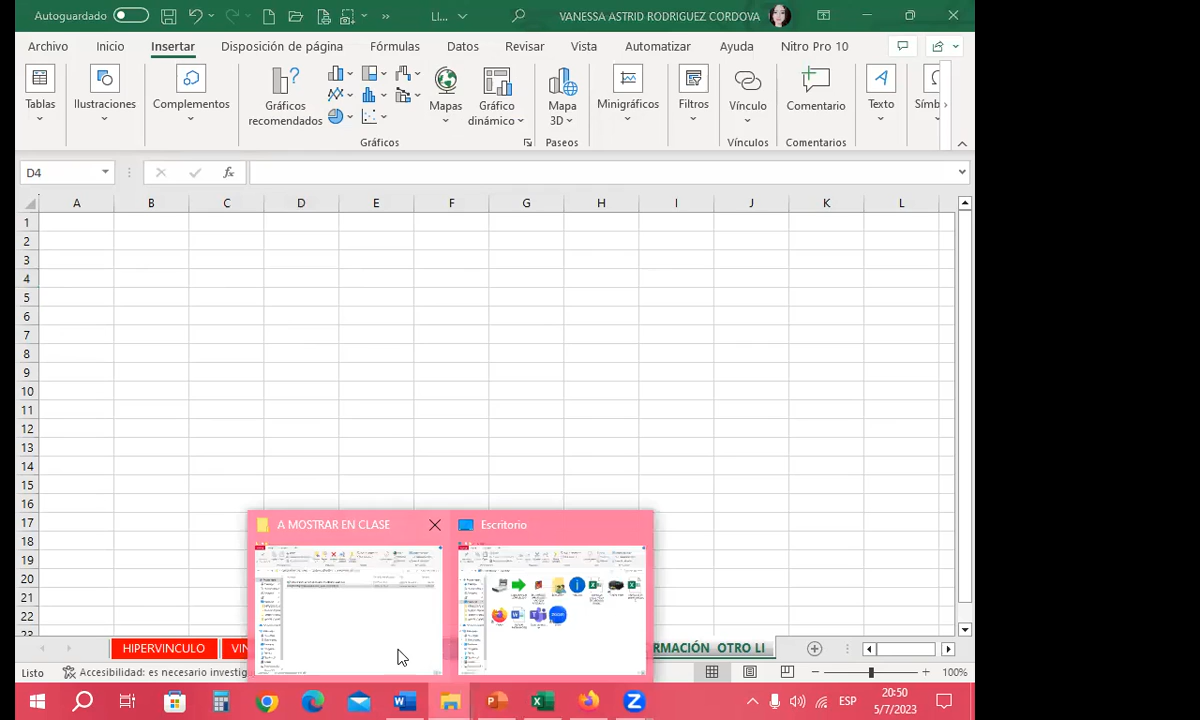 Autoguardado LI... VANESSA ASTRID RODRIGUEZ CORDOVA
Archivo Inicio Insertar Disposición de página Fórmulas Datos Revisar Vista Automatizar Ayuda Nitro Pro 10
Tablas Ilustraciones Complementos Gráficos recomendados Mapas Gráfico dinámico Mapa 3D Minigráficos Filtros Vínculo Comentario Texto Símb
Gráficos Paseos Vínculos Comentarios
D4 fx
A B C D E F G H I J K L
1
2
3
4
5
6
7
8
9
10
11
12
13
14
15
16
17
18
19
20
21
22
A MOSTRAR EN CLASE Escritorio
HIPERVINCULO VIN RMACIÓN OTRO LI
Listo Accesibilidad: es necesario investig 100%
ESP 20:50
5/7/2023